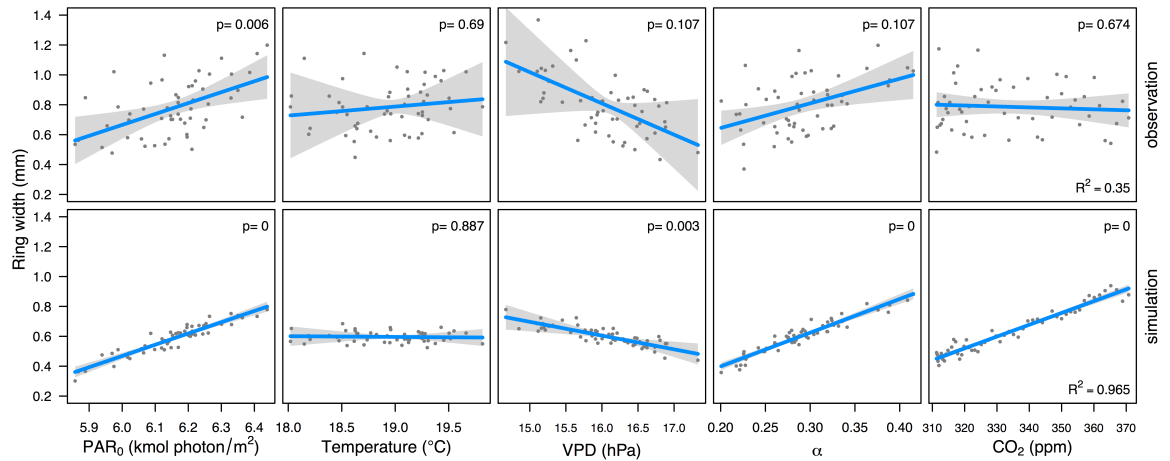 p= 0.006 p= 0.69 p= 0.107 p= 0.107 p= 0.674
1.4
1.2
1.0
0.8
0.6
0.4
0.2
R² = 0.35
observation
Ring width (mm)
p= 0 p= 0.887 p= 0.003 p= 0 p= 0
1.4
1.2
1.0
0.8
0.6
0.4
0.2
R² = 0.965
simulation
5.9 6.0 6.1 6.2 6.3 6.4 18.0 18.5 19.0 19.5 15.0 15.5 16.0 16.5 17.0 0.20 0.25 0.30 0.35 0.40 310 320 330 340 350 360 370
PAR₀ (kmol photon/m²) Temperature (°C) VPD (hPa) α CO₂ (ppm)